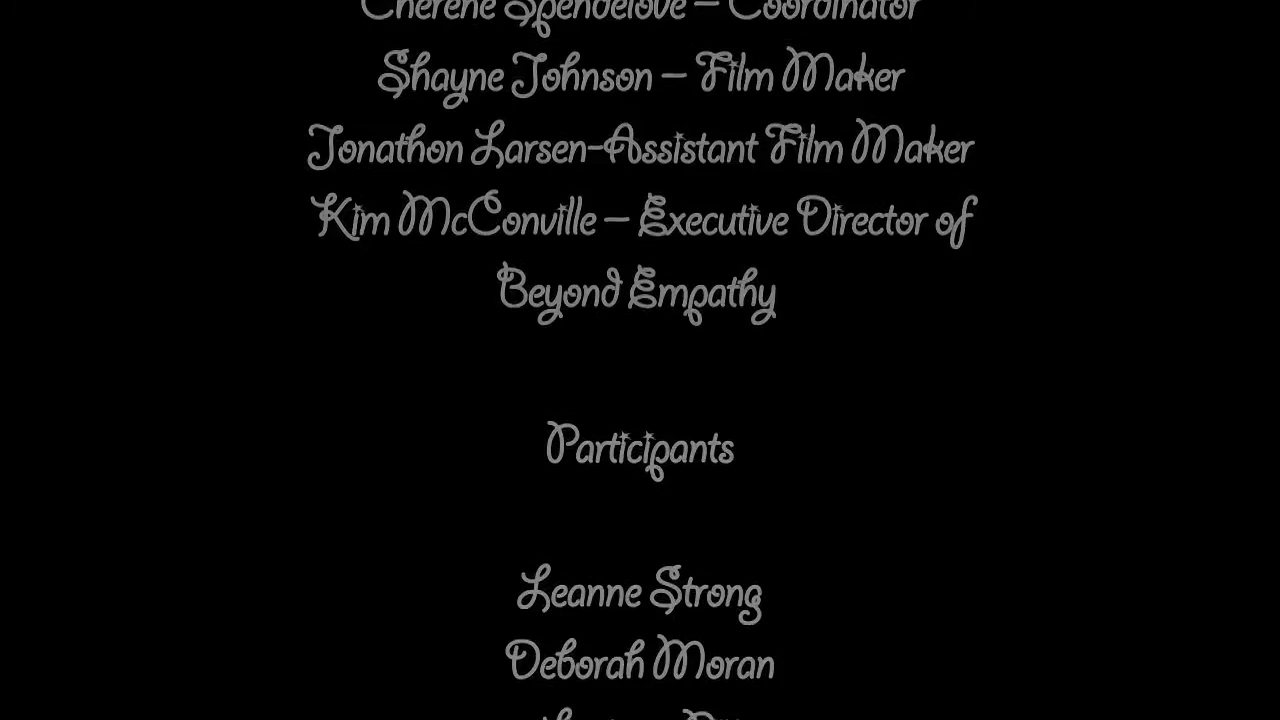 Cherene Spendelove – Coordinator
Shayne Johnson – Film Maker
Jonathon Larsen-Assistant Film Maker
Kim McConville – Executive Director of
Beyond Empathy
Participants
Leanne Strong
Deborah Moran